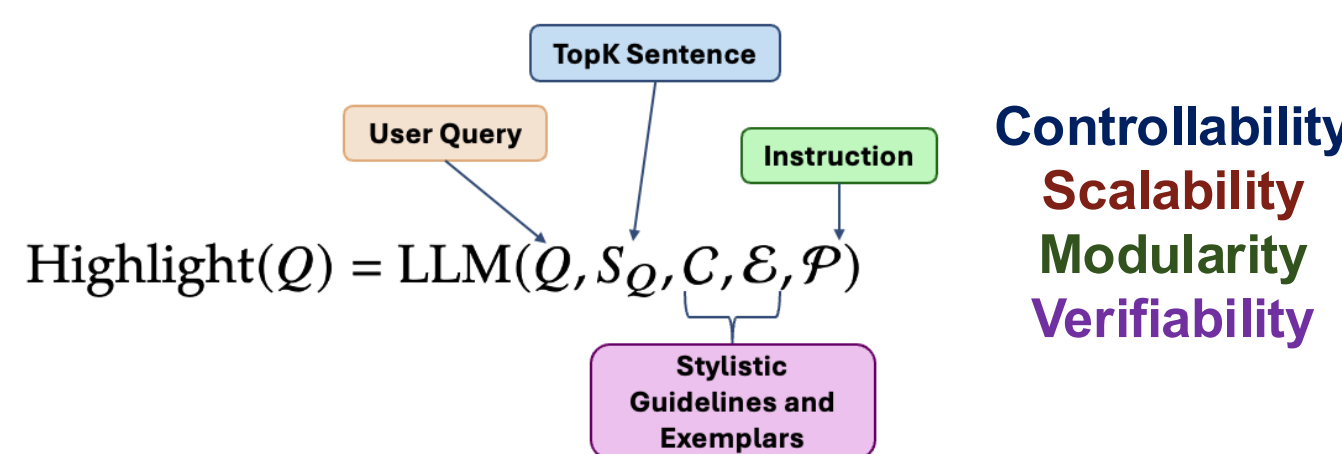 TopK Sentence
User Query
Instruction
Highlight(Q) = LLM(Q, S_Q, 𝒞, ℰ, 𝒫)
Stylistic
Guidelines and
Exemplars
Controllability
Scalability
Modularity
Verifiability